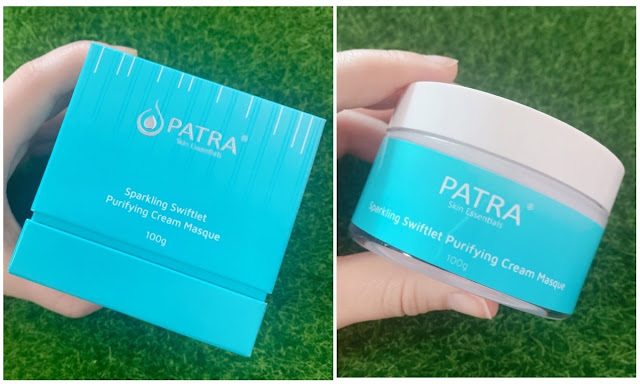 PATRA®
Skin Essentials
Sparkling Swiftlet
Purifying Cream Masque
100g
PATRA®
Skin Essentials
Sparkling Swiftlet Purifying Cream Masque
100g